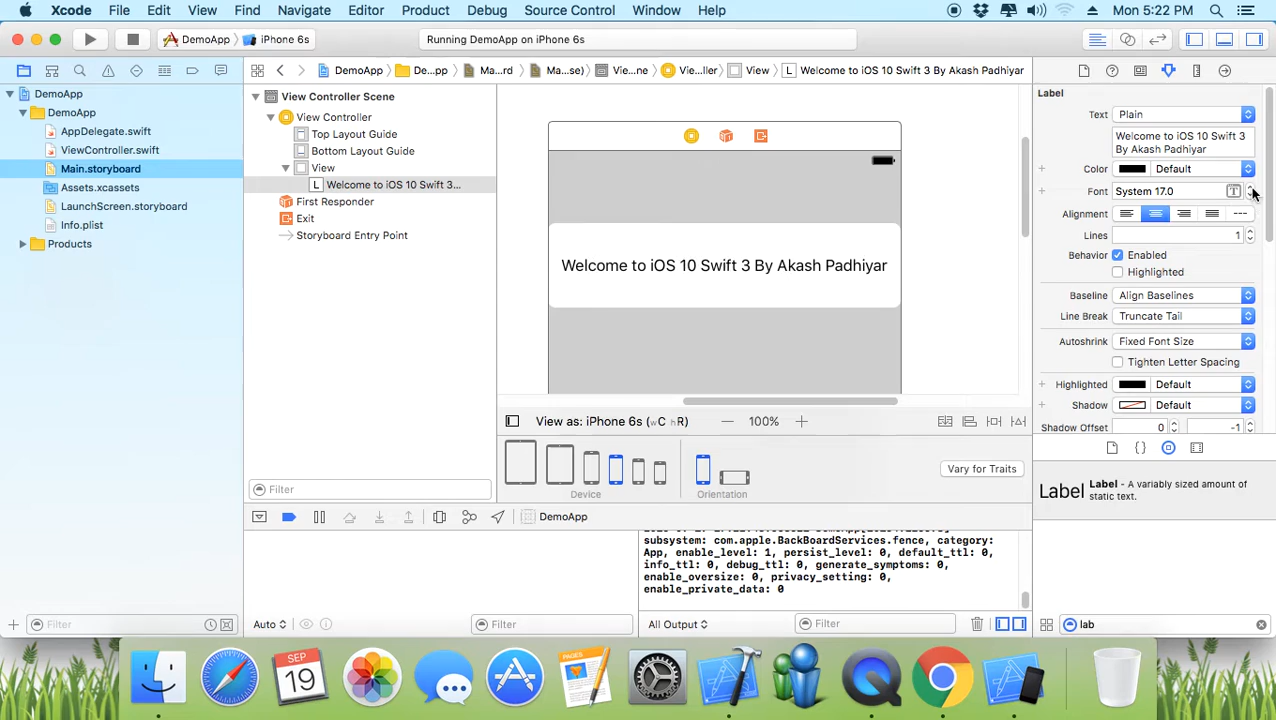 Xcode File Edit View Find Navigate Editor Product Debug Source Control Window Help Mon 5:22 PM
DemoApp iPhone 6s Running DemoApp on iPhone 6s
DemoApp De...pp Ma...rd Ma...se) Vie...ne Vie...ller View L Welcome to iOS 10 Swift 3 By Akash Padhiyar
DemoApp
DemoApp
AppDelegate.swift
ViewController.swift
Main.storyboard
Assets.xcassets
LaunchScreen.storyboard
Info.plist
Products
View Controller Scene
View Controller
Top Layout Guide
Bottom Layout Guide
View
L Welcome to iOS 10 Swift 3...
First Responder
Exit
Storyboard Entry Point
Filter
Welcome to iOS 10 Swift 3 By Akash Padhiyar
View as: iPhone 6s (wC hR) 100%
Device
Orientation
Vary for Traits
Label
Text Plain
Welcome to iOS 10 Swift 3
By Akash Padhiyar
Color Default
Font System 17.0
Alignment
Lines 1
Behavior Enabled
Highlighted
Baseline Align Baselines
Line Break Truncate Tail
Autoshrink Fixed Font Size
Tighten Letter Spacing
Highlighted Default
Shadow Default
Shadow Offset 0 -1
Label Label - A variably sized amount of
static text.
DemoApp
subsystem: com.apple.BackBoardServices.fence, category:
App, enable_level: 1, persist_level: 0, default_ttl: 0,
info_ttl: 0, debug_ttl: 0, generate_symptoms: 0,
enable_oversize: 0, privacy_setting: 0,
enable_private_data: 0
Filter
Auto
Filter
All Output
Filter
lab
SEP
19
PAGES